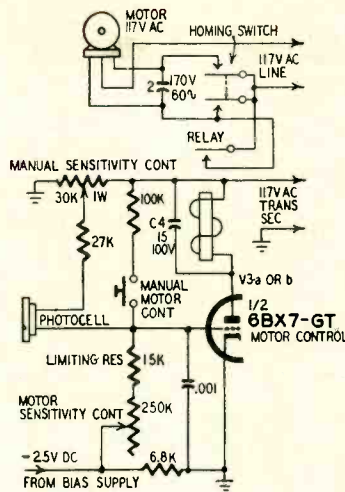 MOTOR
117V AC
HOMING SWITCH
2
170V
60~
117V AC
LINE
RELAY
MANUAL SENSITIVITY CONT
30K
1W
100K
C4
15
100V
117V AC
TRANS
SEC
27K
MANUAL
MOTOR
CONT
V3-a OR b
1/2
6BX7-GT
MOTOR CONTROL
PHOTOCELL
LIMITING RES
15K
.001
MOTOR
SENSITIVITY CONT
250K
-2.5V DC
FROM BIAS SUPPLY
6.8K